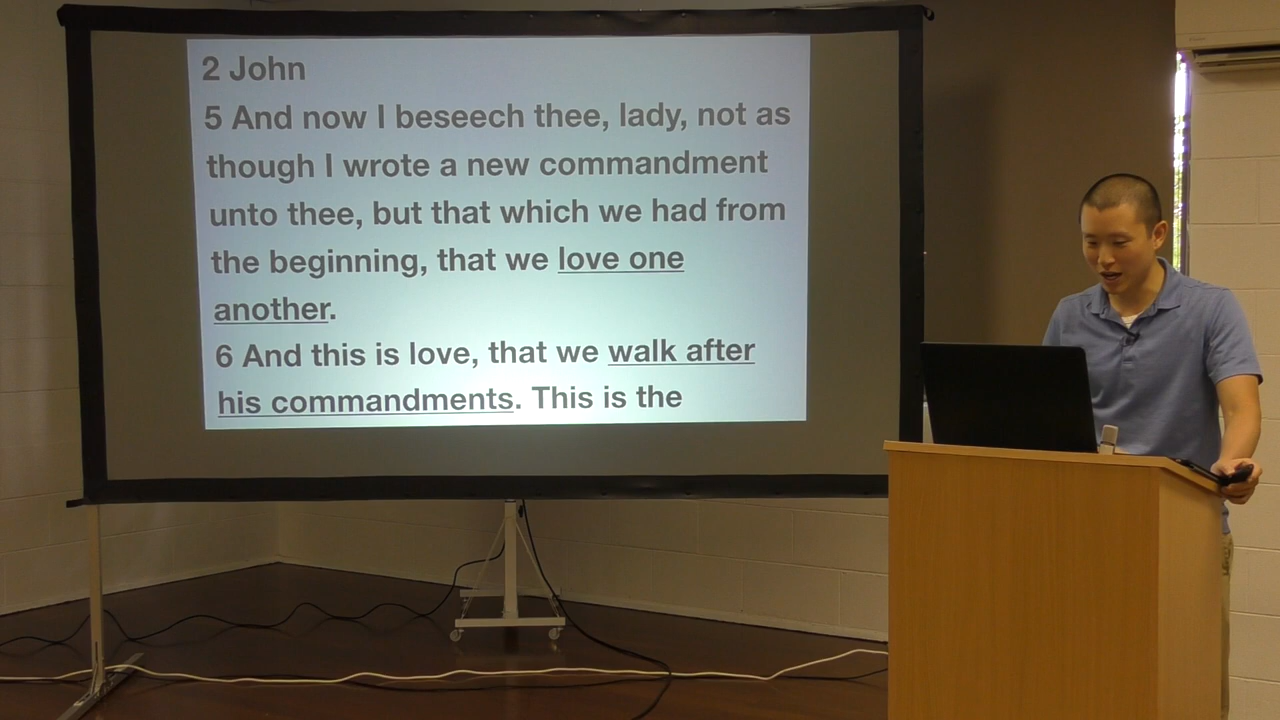 2 John
5 And now I beseech thee, lady, not as
though I wrote a new commandment
unto thee, but that which we had from
the beginning, that we love one
another.
6 And this is love, that we walk after
his commandments. This is the